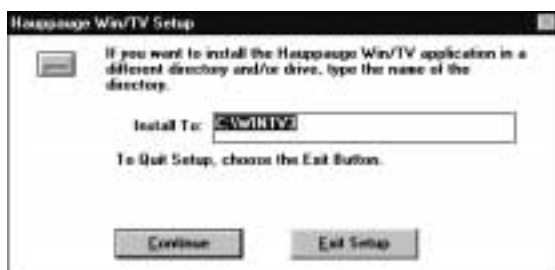 Hauppauge Win/TV Setup
If you want to install the Hauppauge Win/TV application in a
different directory and/or drive, type the name of the
directory.
Install To:
To Quit Setup, choose the Exit Button.
Continue
Exit Setup